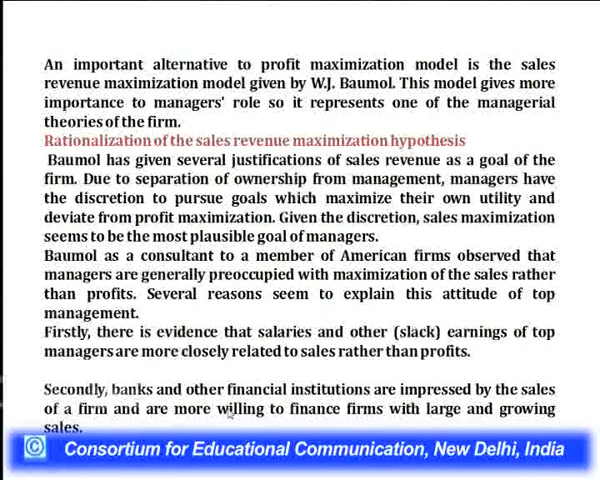 An important alternative to profit maximization model is the sales
revenue maximization model given by W.J. Baumol. This model gives more
importance to managers' role so it represents one of the managerial
theories of the firm.
Rationalization of the sales revenue maximization hypothesis
Baumol has given several justifications of sales revenue as a goal of the
firm. Due to separation of ownership from management, managers have
the discretion to pursue goals which maximize their own utility and
deviate from profit maximization. Given the discretion, sales maximization
seems to be the most plausible goal of managers.
Baumol as a consultant to a member of American firms observed that
managers are generally preoccupied with maximization of the sales rather
than profits. Several reasons seem to explain this attitude of top
management.
Firstly, there is evidence that salaries and other (slack) earnings of top
managers are more closely related to sales rather than profits.
Secondly, banks and other financial institutions are impressed by the sales
of a firm and are more willing to finance firms with large and growing
sales.
© Consortium for Educational Communication, New Delhi, India